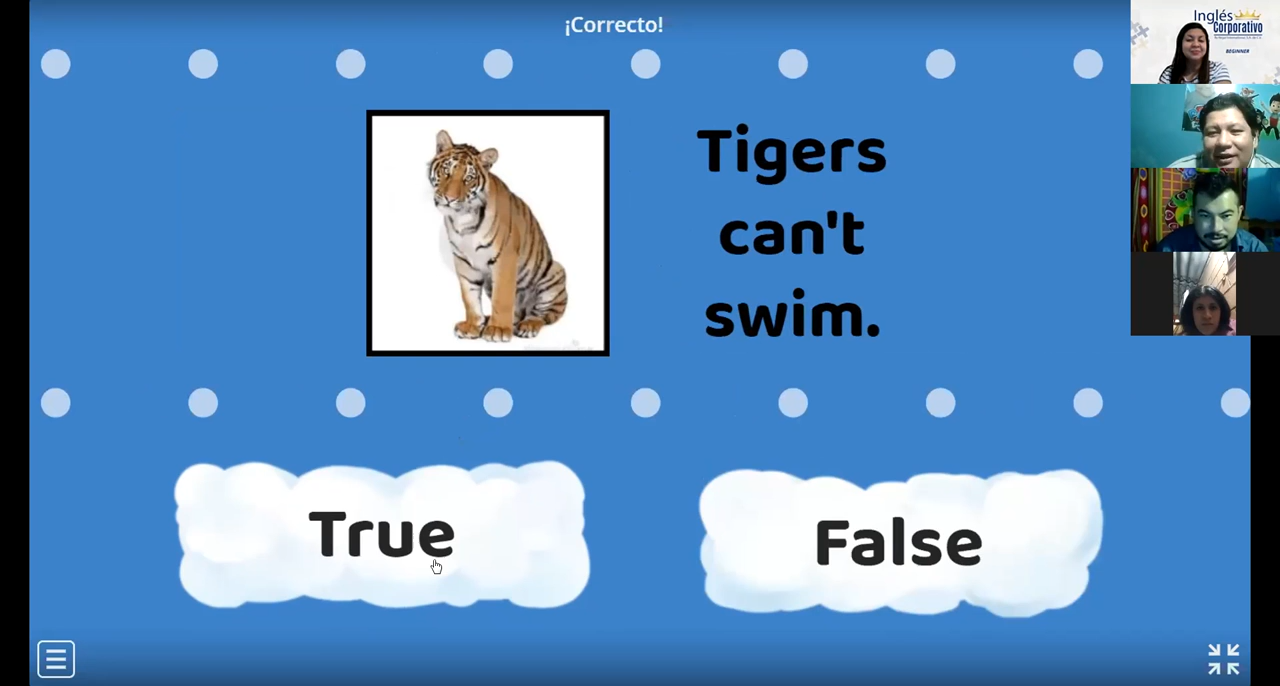 ¡Correcto!
Inglés
Corporativo
BEGINNER
Tigers
can't
swim.
True
False